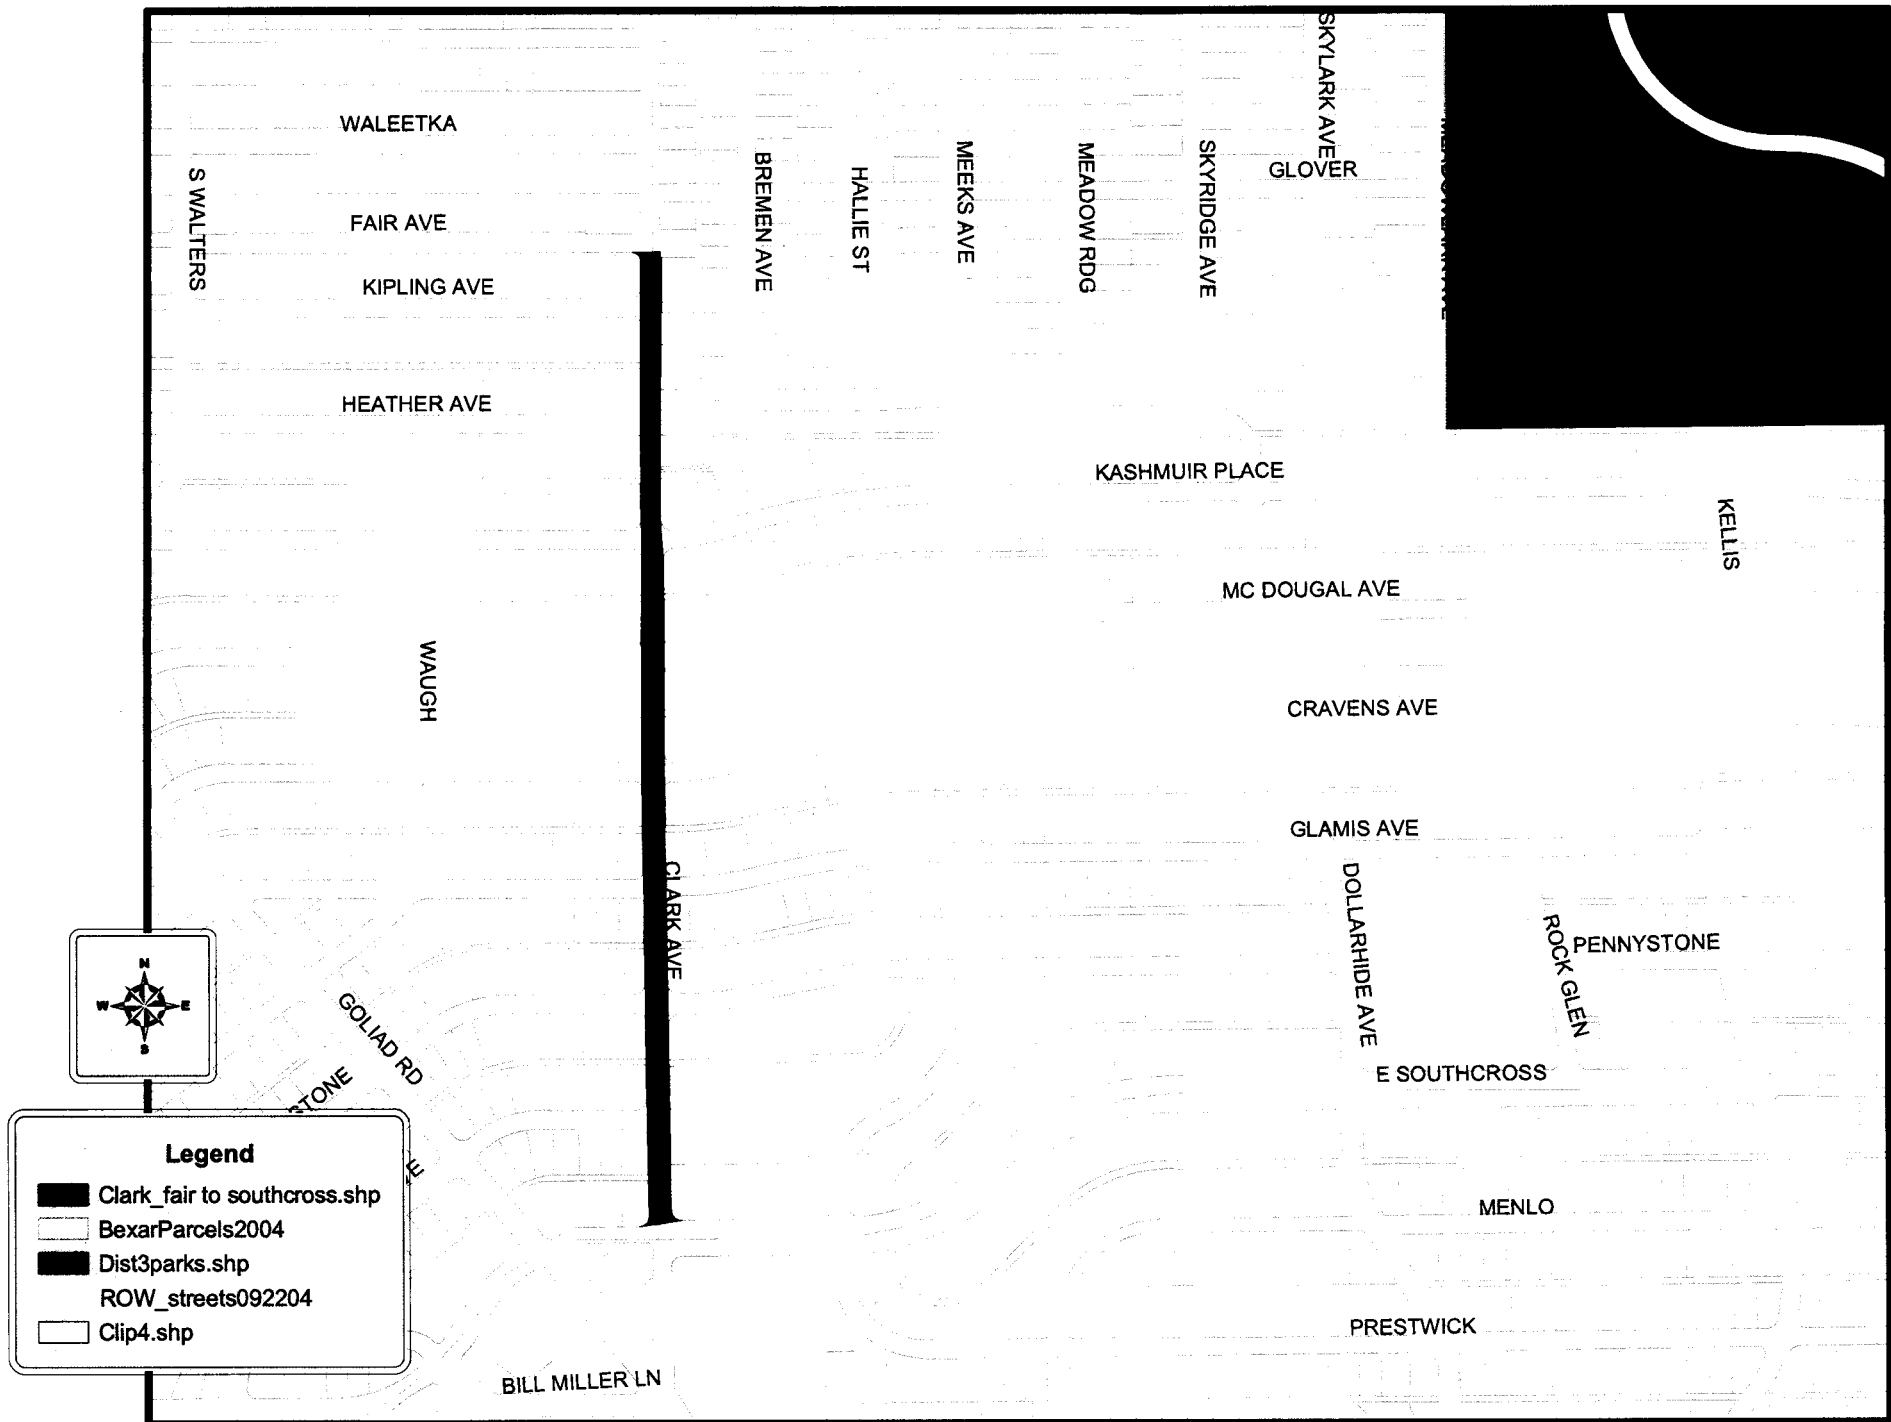 SKYLARK AVE
WALEETKA
S WALTERS
BREMEN AVE
HALLIE ST
MEEKS AVE
MEADOW RDG
SKYRIDGE AVE
GLOVER
FAIR AVE
KIPLING AVE
HEATHER AVE
KASHMUIR PLACE
KELLIS
MC DOUGAL AVE
WAUGH
CRAVENS AVE
GLAMIS AVE
CLARK AVE
DOLLARHIDE AVE
ROCK GLEN
PENNYSTONE
N
W
E
S
GOLIAD RD
STONE
E SOUTHCROSS
Legend
Clark_fair to southcross.shp
BexarParcels2004
Dist3parks.shp
ROW_streets092204
Clip4.shp
MENLO
PRESTWICK
BILL MILLER LN